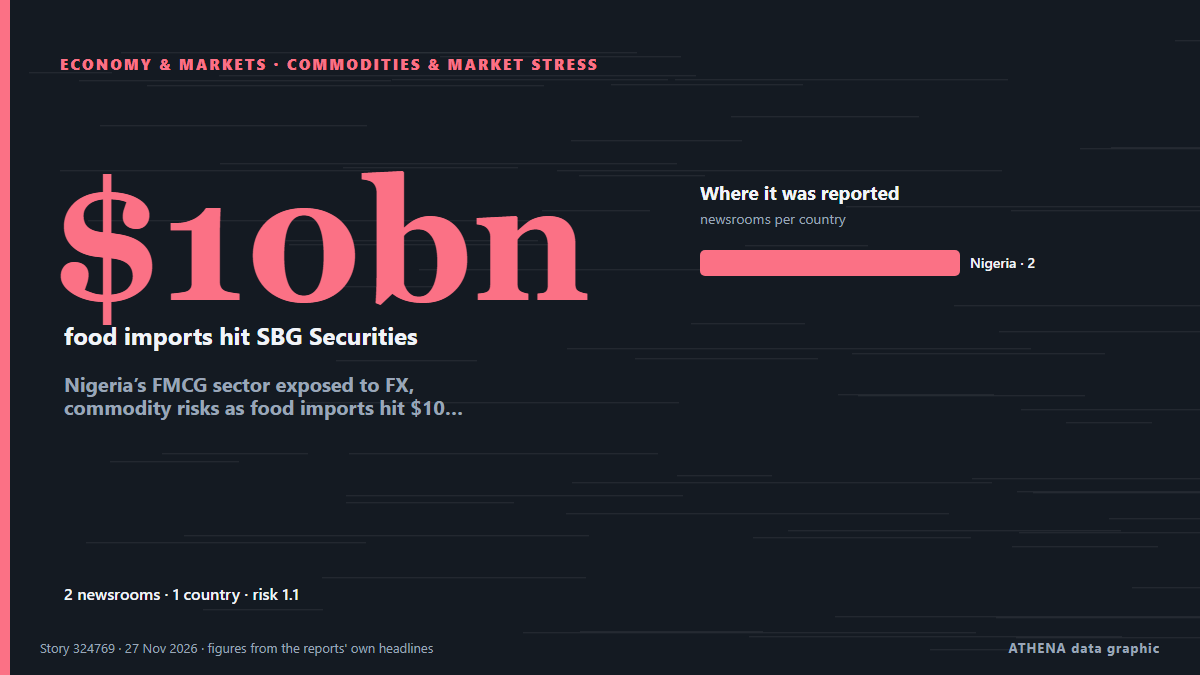 ECONOMY & MARKETS · COMMODITIES & MARKET STRESS
$10bn
food imports hit SBG Securities
Nigeria’s FMCG sector exposed to FX,
commodity risks as food imports hit $10…
Where it was reported
newsrooms per country
Nigeria · 2
2 newsrooms · 1 country · risk 1.1
Story 324769 · 27 Nov 2026 · figures from the reports' own headlines
ATHENA data graphic